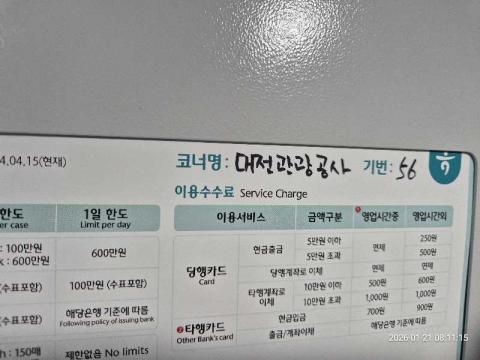 4.04.15(현재)
코너명: 대전관광공사 기번: 56
이용수수료 Service Charge
한도
er case
1일 한도
Limit per day
: 100만원
k : 600만원
600만원
(수표포함)
100만원 (수표포함)
(수표포함)
해당은행 기준에 따름
Following policy of issuing bank
h : 150매
제한없음 No limits
이용서비스 금액구분 영업시간중 영업시간외
당행카드
Card
현금출금 5만원 이하 면제 250원
5만원 초과 500원
당행계좌로 이체 면제 면제
타행계좌로 이체 10만원 이하 500원 600원
10만원 초과 1,000원 1,000원
❷타행카드
Other Bank's card
현금입금 700원 900원
출금/계좌이체 해당은행 기준에 따름
2026-01-21 08:11:15